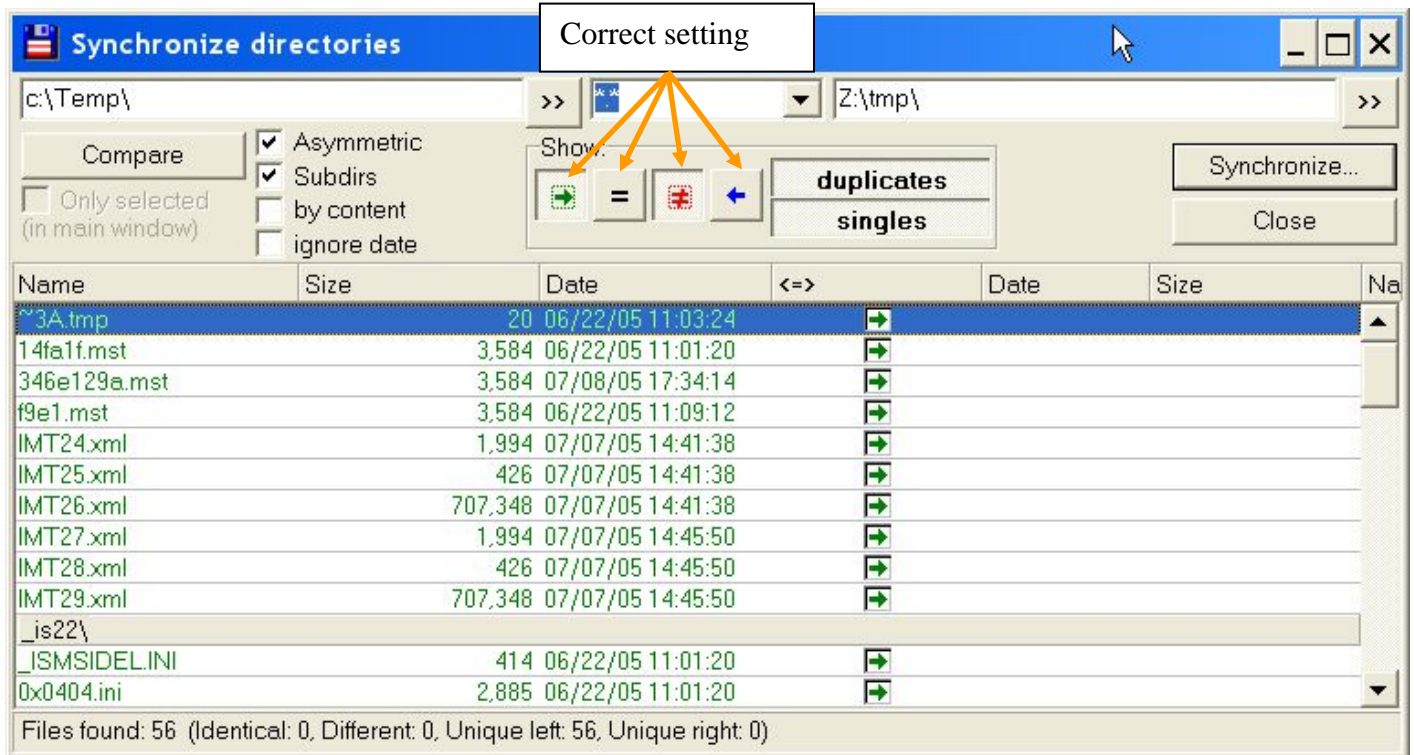 Correct setting
Synchronize directories
c:\Temp\ >> *.* Z:\tmp\ >>
Compare
Asymmetric
Subdirs
by content
ignore date
Only selected
(in main window)
Show:
=
duplicates
singles
Synchronize...
Close
Name Size Date <=> Date Size Na
~3A.tmp 20 06/22/05 11:03:24
14fa1f.mst 3,584 06/22/05 11:01:20
346e129a.mst 3,584 07/08/05 17:34:14
f9e1.mst 3,584 06/22/05 11:09:12
IMT24.xml 1,994 07/07/05 14:41:38
IMT25.xml 426 07/07/05 14:41:38
IMT26.xml 707,348 07/07/05 14:41:38
IMT27.xml 1,994 07/07/05 14:45:50
IMT28.xml 426 07/07/05 14:45:50
IMT29.xml 707,348 07/07/05 14:45:50
_is22\
_ISMSIDEL.INI 414 06/22/05 11:01:20
0x0404.ini 2,885 06/22/05 11:01:20
Files found: 56 (Identical: 0, Different: 0, Unique left: 56, Unique right: 0)